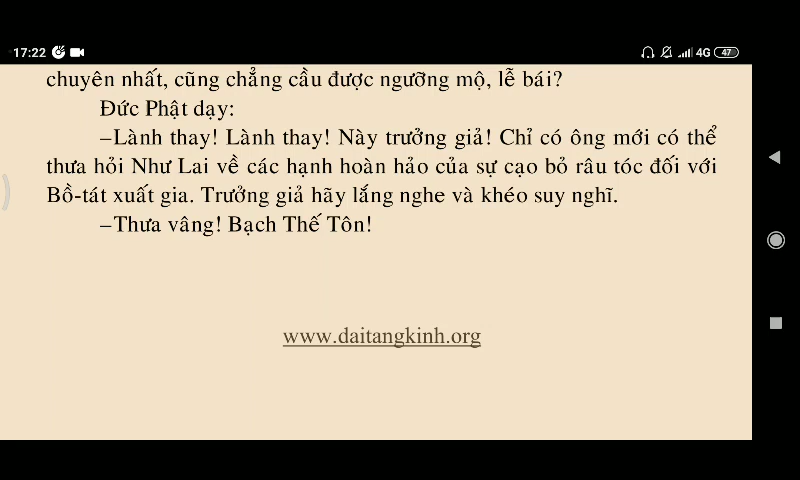 17:22 4G 47
chuyên nhất, cũng chẳng cầu được ngưỡng mộ, lễ bái?
Đức Phật dạy:
–Lành thay! Lành thay! Này trưởng giả! Chỉ có ông mới có thể
thưa hỏi Như Lai về các hạnh hoàn hảo của sự cạo bỏ râu tóc đối với
Bồ-tát xuất gia. Trưởng giả hãy lắng nghe và khéo suy nghĩ.
–Thưa vâng! Bạch Thế Tôn!
www.daitangkinh.org